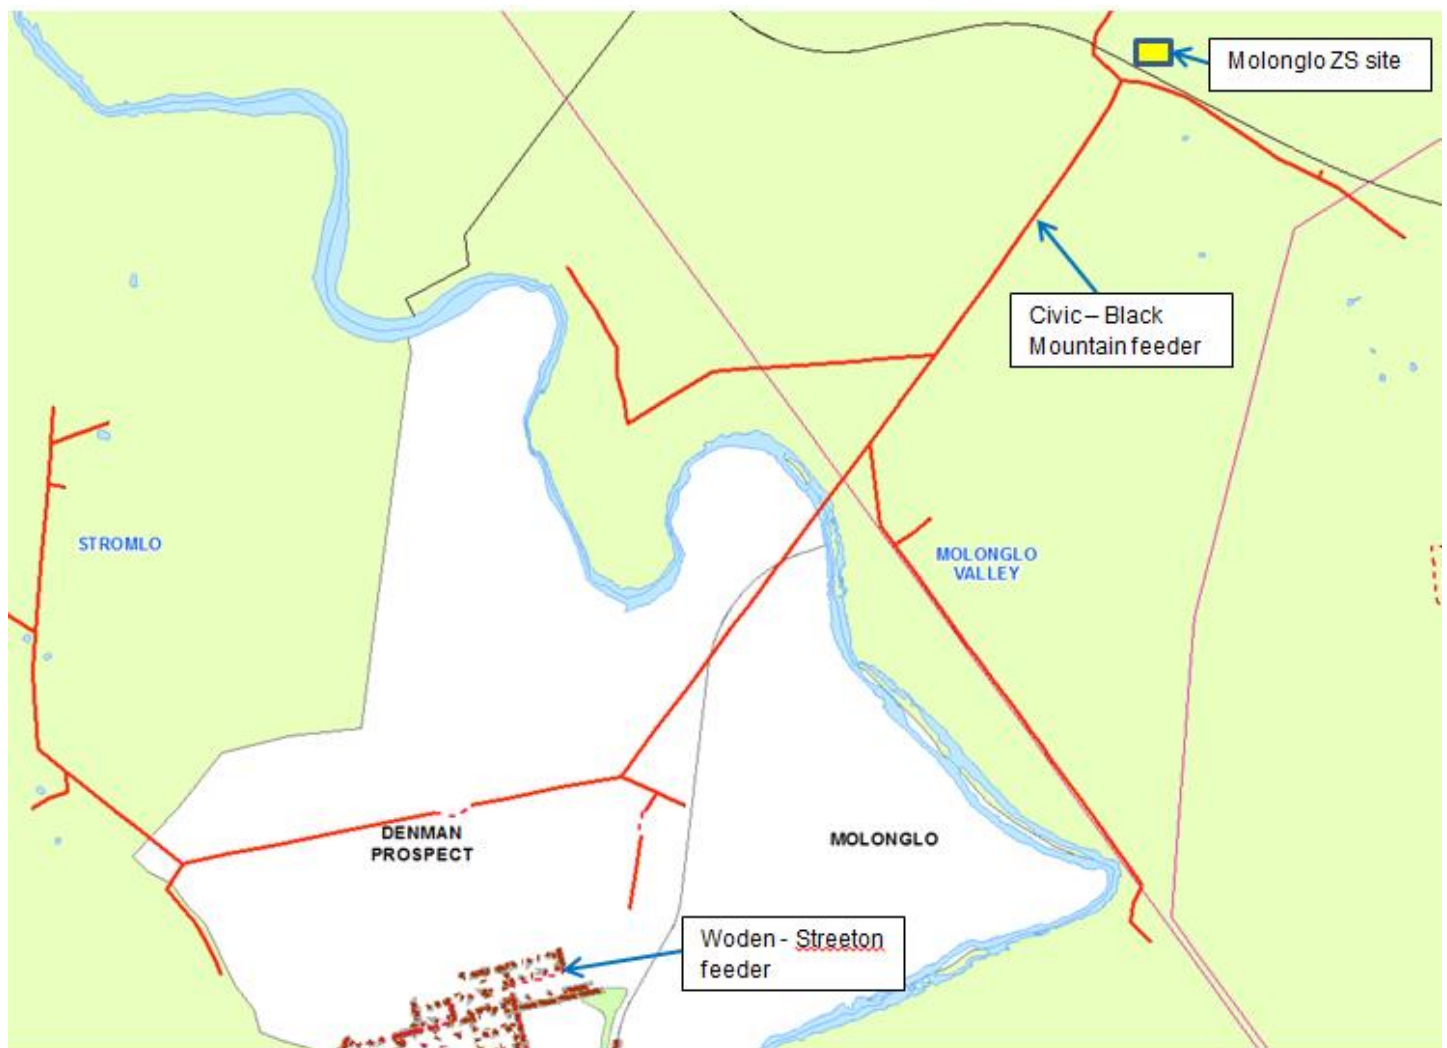 Molonglo ZS site
Civic – Black
Mountain feeder
STROMLO
MOLONGLO
VALLEY
DENMAN
PROSPECT
MOLONGLO
Woden - Streeton
feeder